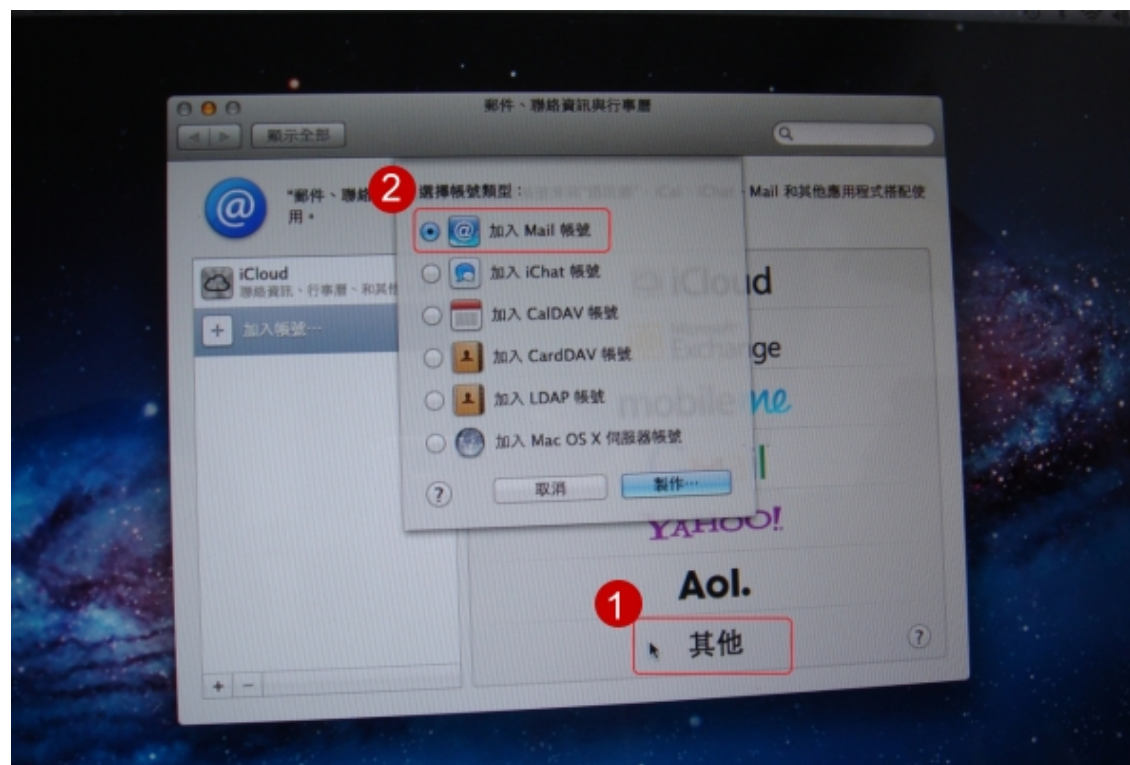 郵件、聯絡資訊與行事曆
顯示全部
"郵件、聯絡
Mail 和其他應用程式搭配使
用。
2
選擇帳號類型：
加入 Mail 帳號
加入 iChat 帳號
加入 CalDAV 帳號
加入 CardDAV 帳號
加入 LDAP 帳號
加入 Mac OS X 伺服器帳號
?
取消
製作…
iCloud
聯絡資訊、行事曆、和其他
+ 加入帳號…
iCloud
Exchange
mobile me
YAHOO!
Aol.
1
其他
?
+ −